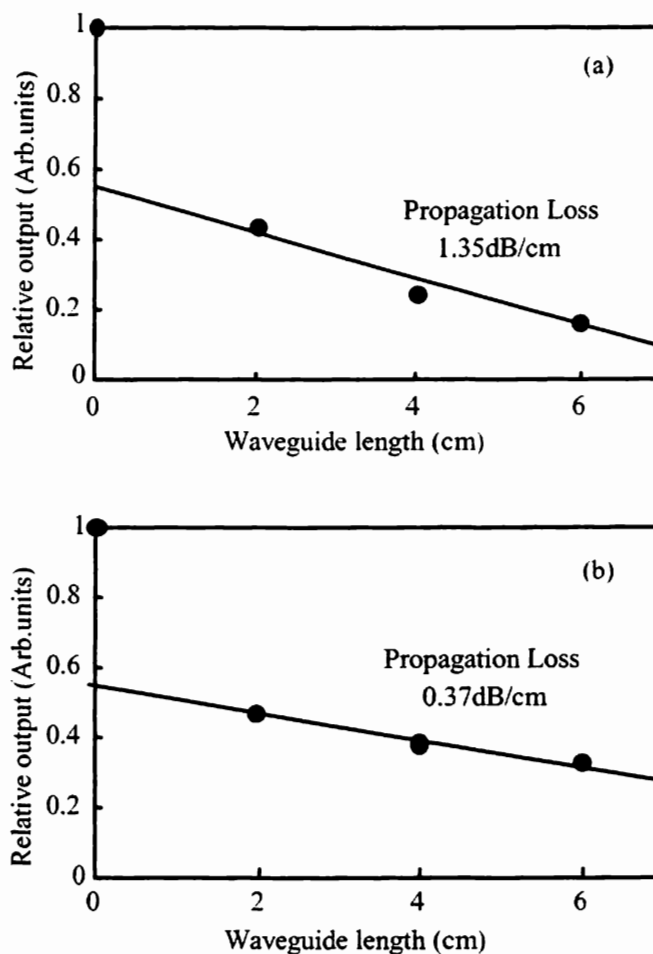 1
(a)
0.8
0.6
Propagation Loss
1.35dB/cm
0.4
0.2
0
Relative output (Arb.units)
0 2 4 6
Waveguide length (cm)
1
(b)
0.8
0.6
Propagation Loss
0.37dB/cm
0.4
0.2
0
Relative output (Arb.units)
0 2 4 6
Waveguide length (cm)